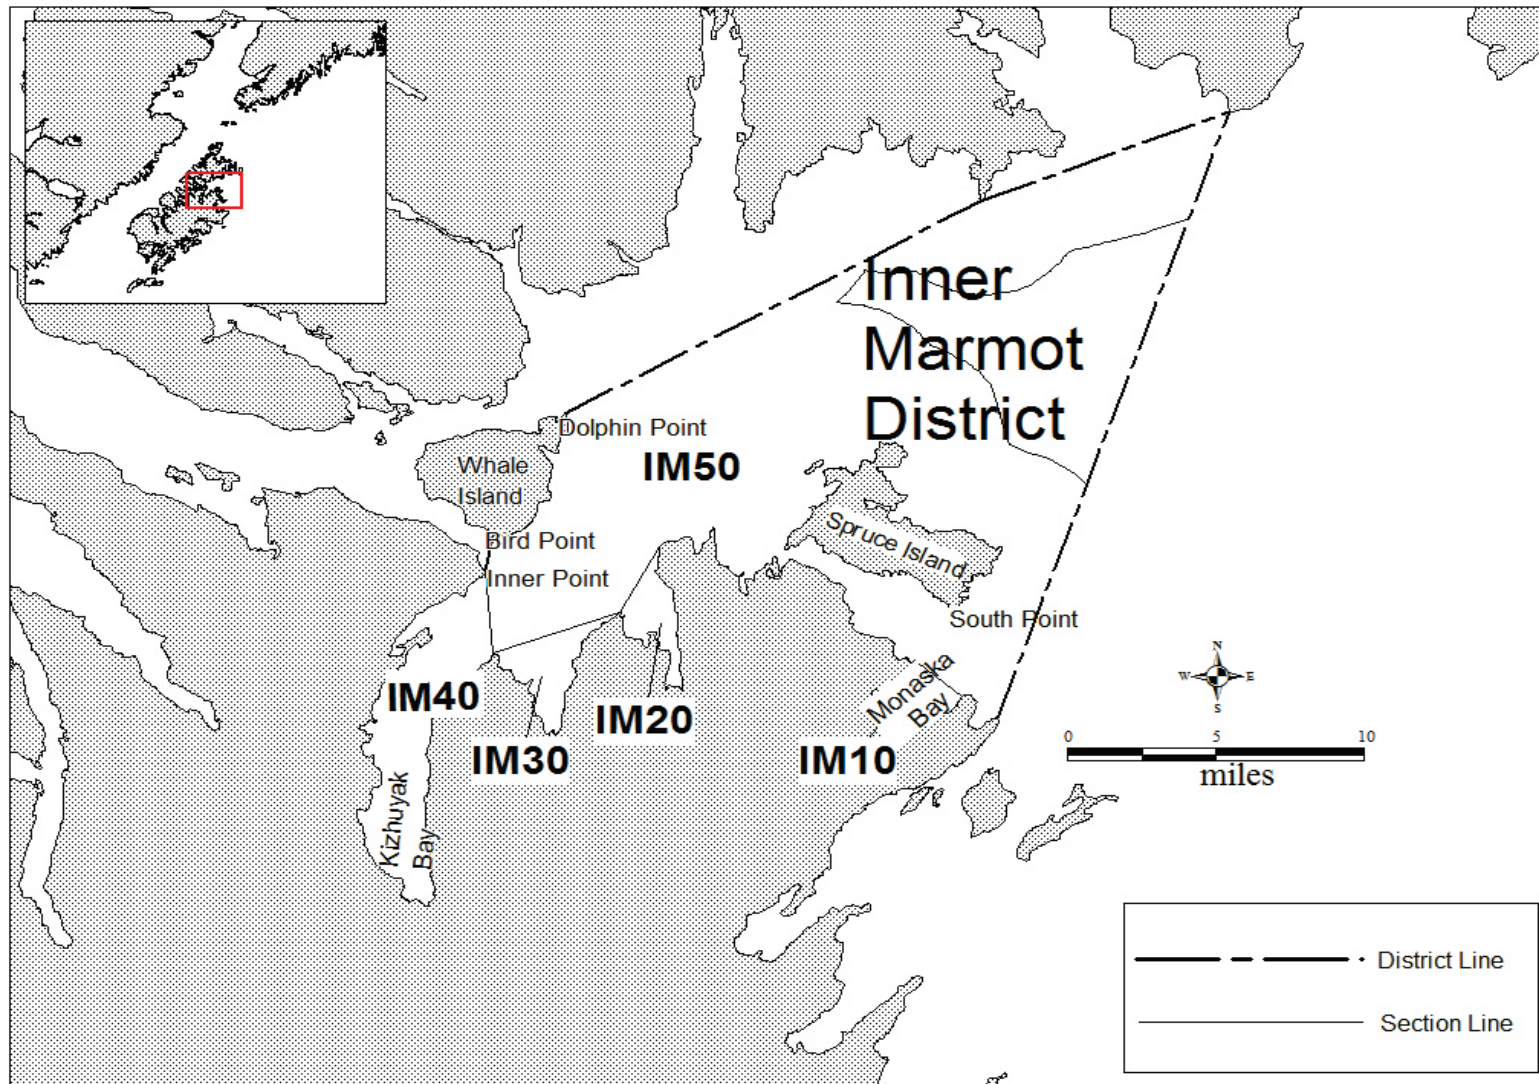 Inner
Marmot
District
Dolphin Point
IM50
Whale
Island
Bird Point
Spruce Island
Inner Point
South Point
N
W
E
S
Monaska
Bay
IM40
IM20
IM30
IM10
0
5
10
miles
Kizhuyak
Bay
District Line
Section Line